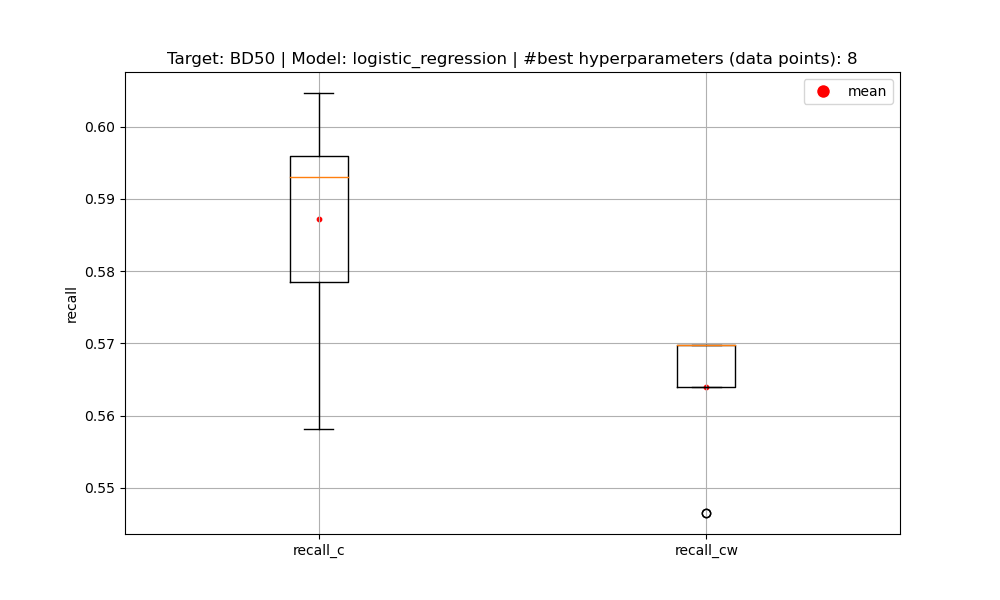 Target: BD50 | Model: logistic_regression | #best hyperparameters (data points): 8
mean
0.60
0.59
0.58
0.57
0.56
0.55
recall
recall_c
recall_cw